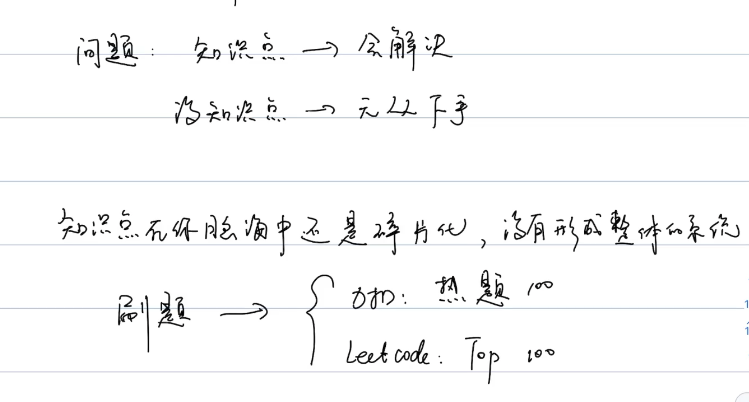 问题：知识点 → 会解决
没知识点 → 无从下手
知识点在你脑海中还是碎片化，没有形成整体的系统
刷题 → { 力扣：热题 100
Leetcode：Top 100